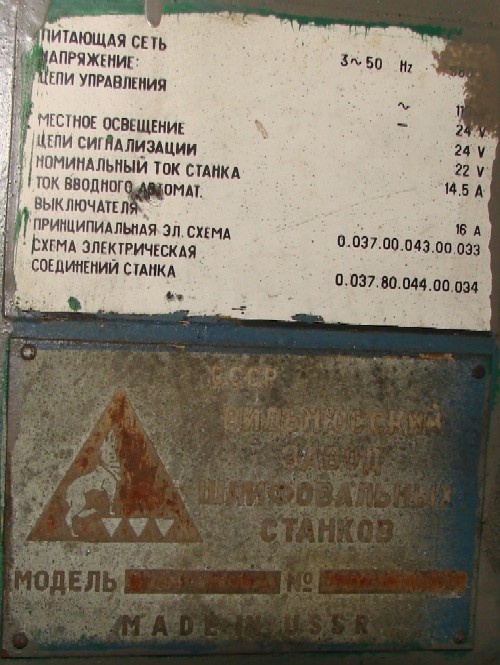 ПИТАЮЩАЯ СЕТЬ
НАПРЯЖЕНИЕ: 3~50 Hz
ЦЕПИ УПРАВЛЕНИЯ
~
МЕСТНОЕ ОСВЕЩЕНИЕ – 24 V
ЦЕПИ СИГНАЛИЗАЦИИ 24 V
НОМИНАЛЬНЫЙ ТОК СТАНКА 22 V
ТОК ВВОДНОГО АВТОМАТ. 14.5 A
ВЫКЛЮЧАТЕЛЯ
ПРИНЦИПИАЛЬНАЯ ЭЛ. СХЕМА 16 A
СХЕМА ЭЛЕКТРИЧЕСКАЯ 0.037.00.043.00.033
СОЕДИНЕНИЙ СТАНКА
0.037.80.044.00.034
СССР
ВИЛЬНЮССКИЙ
ЗАВОД
ШЛИФОВАЛЬНЫХ
СТАНКОВ
МОДЕЛЬ №
MADE IN USSR